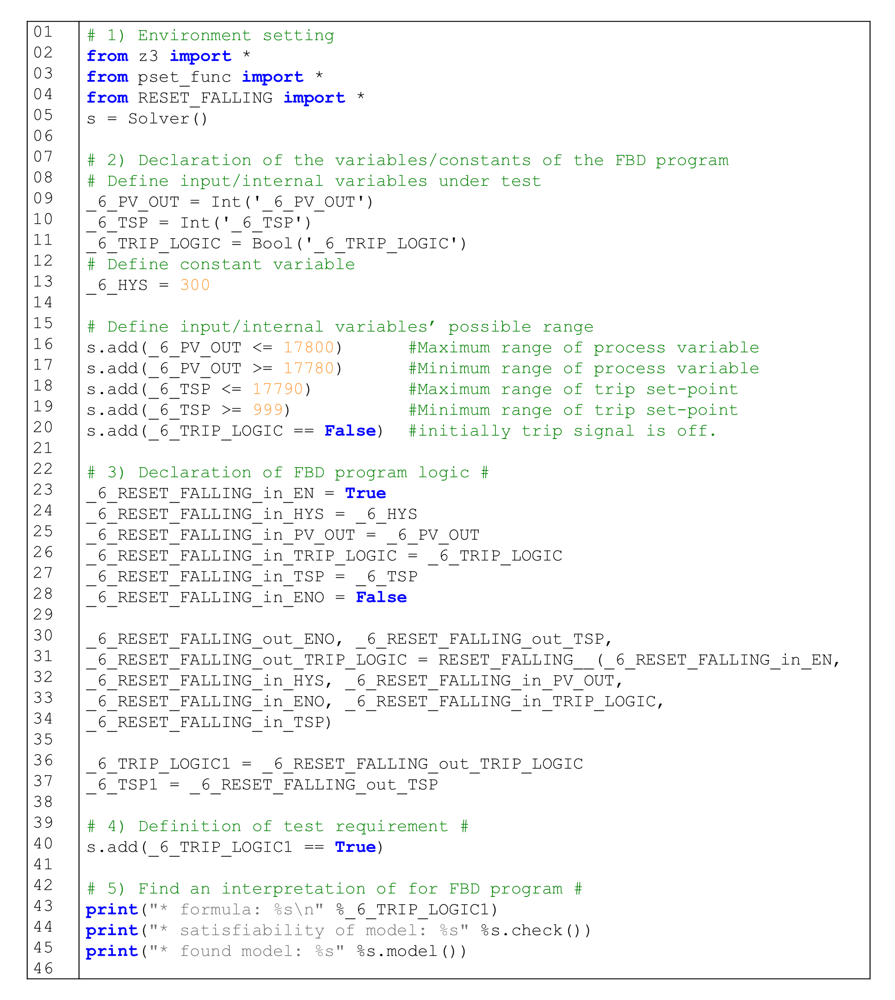 01 # 1) Environment setting
02 from z3 import *
03 from pset_func import *
04 from RESET_FALLING import *
05 s = Solver()
06
07 # 2) Declaration of the variables/constants of the FBD program
08 # Define input/internal variables under test
09 _6_PV_OUT = Int('_6_PV_OUT')
10 _6_TSP = Int('_6_TSP')
11 _6_TRIP_LOGIC = Bool('_6_TRIP_LOGIC')
12 # Define constant variable
13 _6_HYS = 300
14
15 # Define input/internal variables’ possible range
16 s.add(_6_PV_OUT <= 17800) #Maximum range of process variable
17 s.add(_6_PV_OUT >= 17780) #Minimum range of process variable
18 s.add(_6_TSP <= 17790) #Maximum range of trip set-point
19 s.add(_6_TSP >= 999) #Minimum range of trip set-point
20 s.add(_6_TRIP_LOGIC == False) #initially trip signal is off.
21
22 # 3) Declaration of FBD program logic #
23 _6_RESET_FALLING_in_EN = True
24 _6_RESET_FALLING_in_HYS = _6_HYS
25 _6_RESET_FALLING_in_PV_OUT = _6_PV_OUT
26 _6_RESET_FALLING_in_TRIP_LOGIC = _6_TRIP_LOGIC
27 _6_RESET_FALLING_in_TSP = _6_TSP
28 _6_RESET_FALLING_in_ENO = False
29
30 _6_RESET_FALLING_out_ENO, _6_RESET_FALLING_out_TSP,
31 _6_RESET_FALLING_out_TRIP_LOGIC = RESET_FALLING__(_6_RESET_FALLING_in_EN,
32 _6_RESET_FALLING_in_HYS, _6_RESET_FALLING_in_PV_OUT,
33 _6_RESET_FALLING_in_ENO, _6_RESET_FALLING_in_TRIP_LOGIC,
34 _6_RESET_FALLING_in_TSP)
35
36 _6_TRIP_LOGIC1 = _6_RESET_FALLING_out_TRIP_LOGIC
37 _6_TSP1 = _6_RESET_FALLING_out_TSP
38
39 # 4) Definition of test requirement #
40 s.add(_6_TRIP_LOGIC1 == True)
41
42 # 5) Find an interpretation of for FBD program #
43 print("* formula: %s\n" %_6_TRIP_LOGIC1)
44 print("* satisfiability of model: %s" %s.check())
45 print("* found model: %s" %s.model())
46